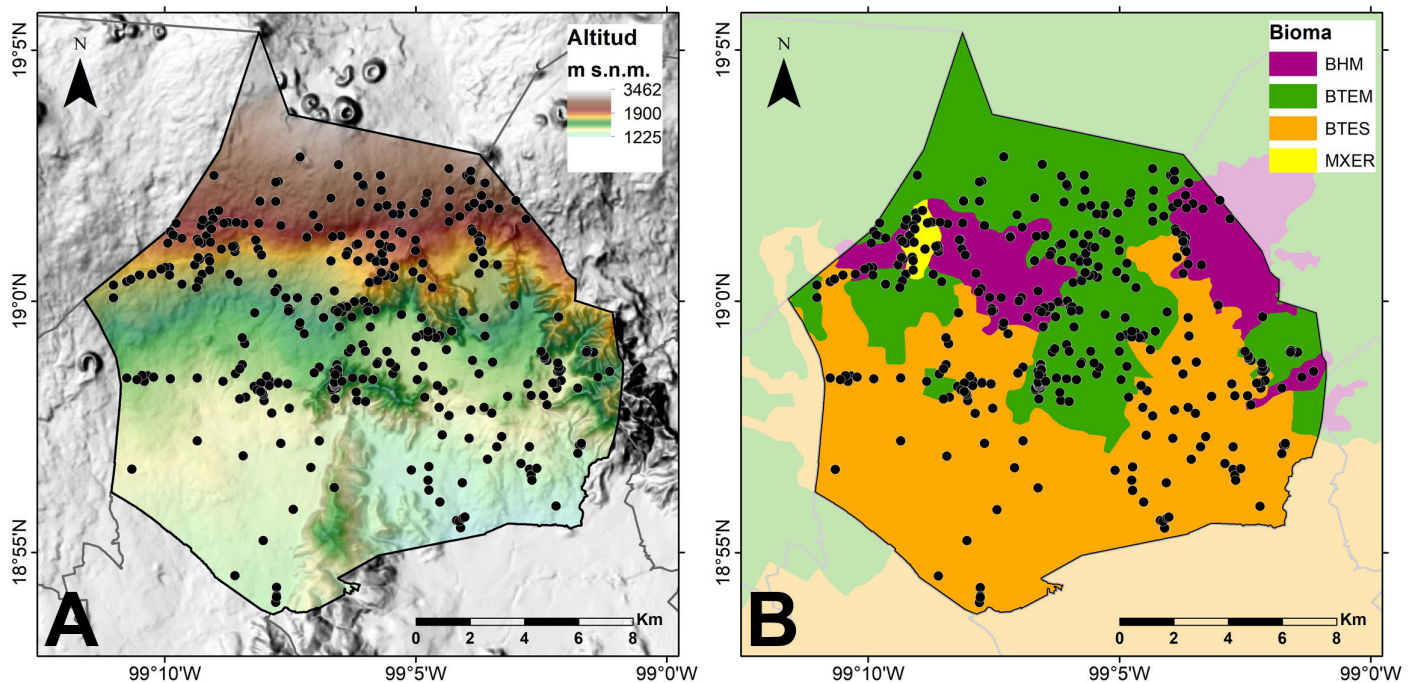 N
Altitud
m s.n.m.
3462
1900
1225
19°5'N
19°0'N
18°55'N
A
Km
0 2 4 6 8
99°10'W 99°5'W 99°0'W
N
Bioma
BHM
BTEM
BTES
MXER
19°5'N
19°0'N
18°55'N
B
Km
0 2 4 6 8
99°10'W 99°5'W 99°0'W